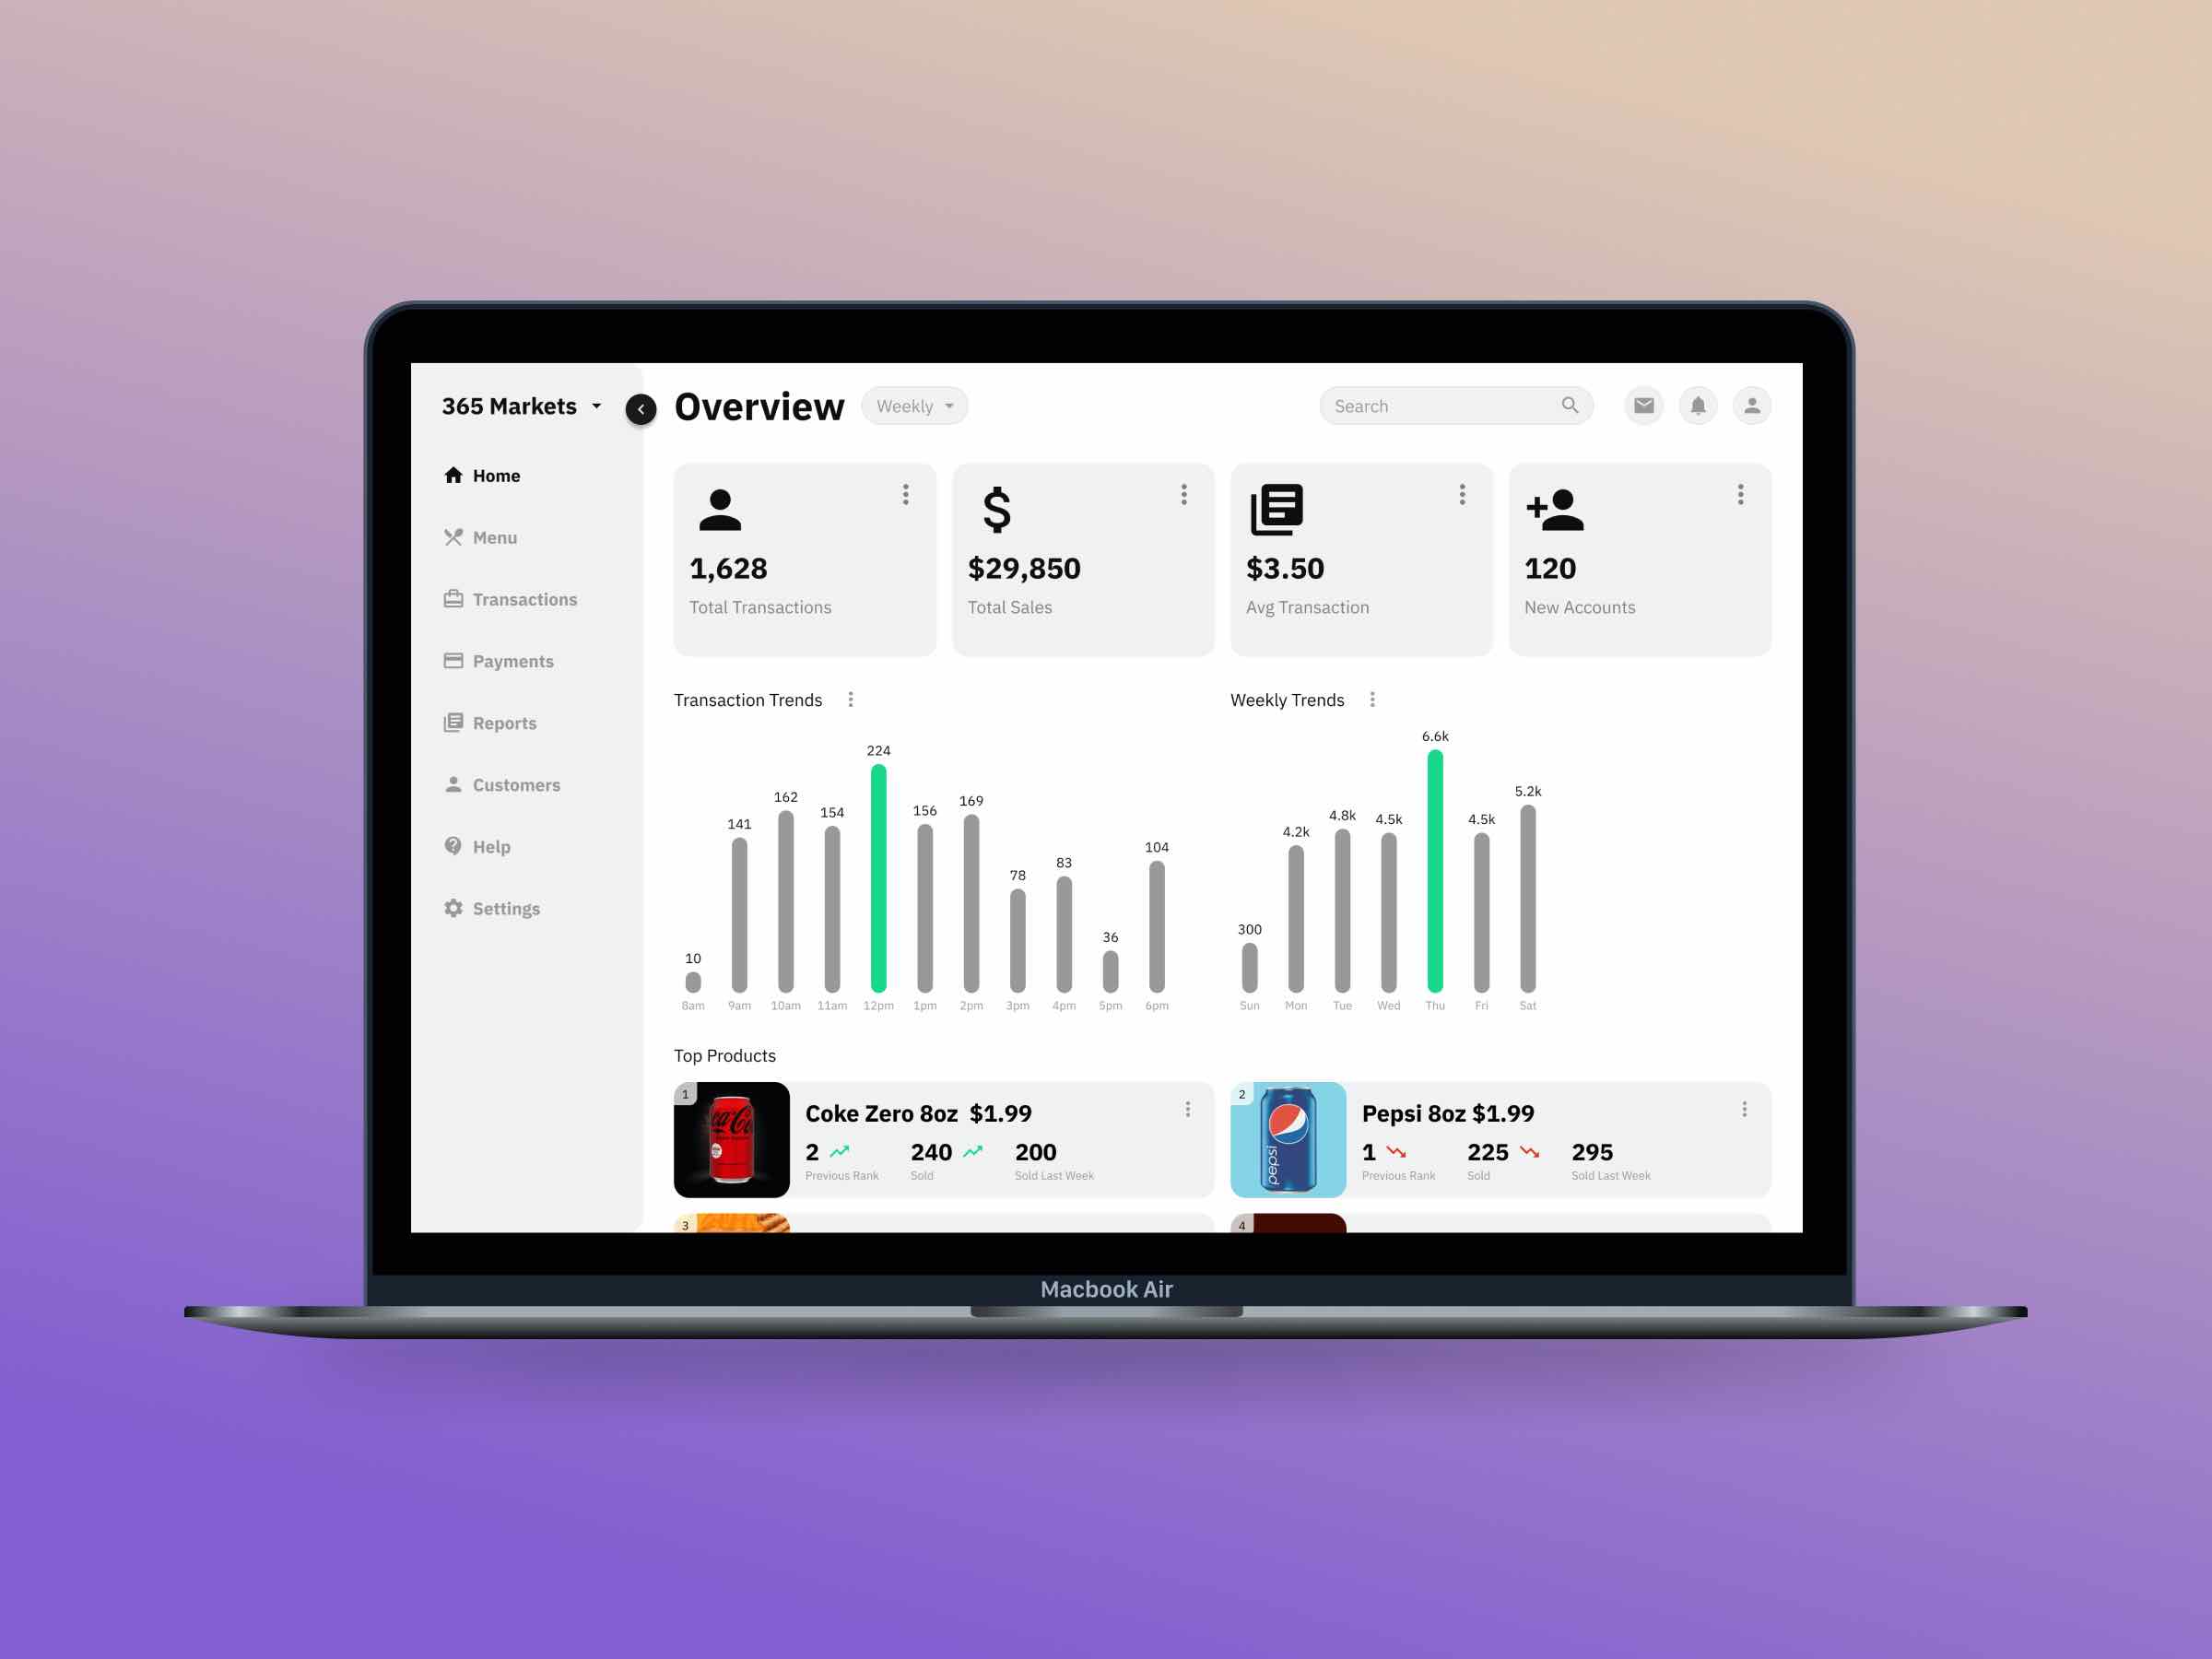 365 Markets
Overview
Weekly
Search
Home
Menu
Transactions
Payments
Reports
Customers
Help
Settings
1,628
Total Transactions
$29,850
Total Sales
$3.50
Avg Transaction
120
New Accounts
Transaction Trends
10 141 162 154 224 156 169 78 83 36 104
8am 9am 10am 11am 12pm 1pm 2pm 3pm 4pm 5pm 6pm
Weekly Trends
300 4.2k 4.8k 4.5k 6.6k 4.5k 5.2k
Sun Mon Tue Wed Thu Fri Sat
Top Products
1
Coke Zero 8oz $1.99
2 240 200
Previous Rank Sold Sold Last Week
2
pepsi
Pepsi 8oz $1.99
1 225 295
Previous Rank Sold Sold Last Week
3
4
Macbook Air